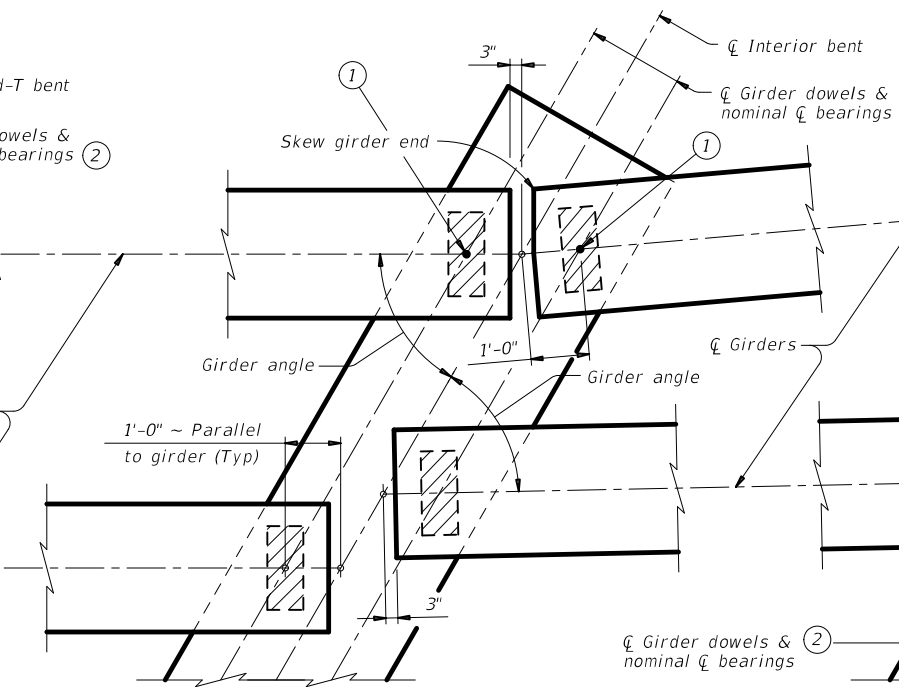 3"
℄ Interior bent
1
d-T bent
℄ Girder dowels &
nominal ℄ bearings
owels &
bearings 2
Skew girder end
1
1'-0"
℄ Girders
Girder angle
Girder angle
1'-0" ~ Parallel
to girder (Typ)
3"
℄ Girder dowels & 2
nominal ℄ bearings